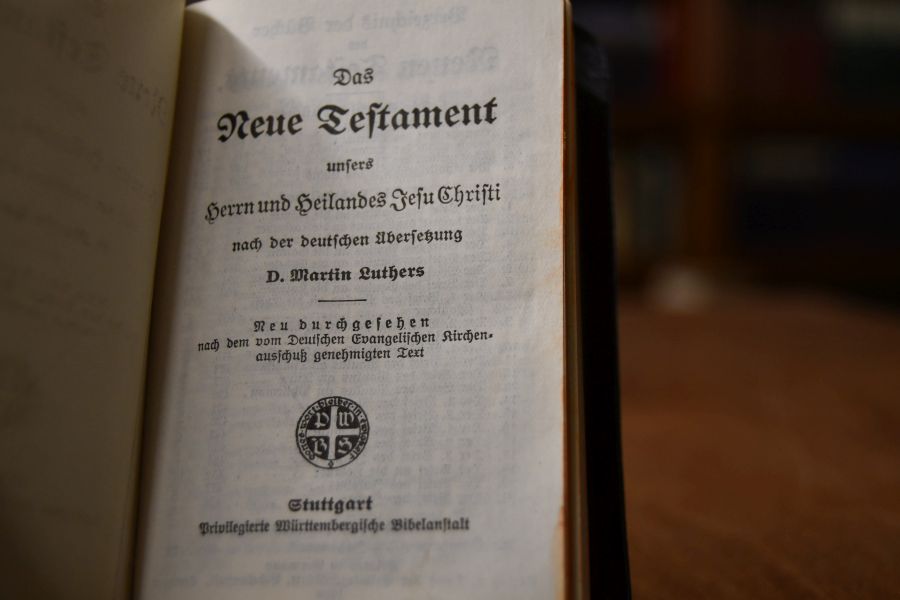 Das
Neue Testament
unsers
Herrn und Heilandes Jesu Christi
nach der deutschen Übersetzung
D. Martin Luthers
Neu durchgesehen
nach dem vom Deutschen Evangelischen Kirchen-
ausschuß genehmigten Text
P W
B S
Stuttgart
Privilegierte Württembergische Bibelanstalt